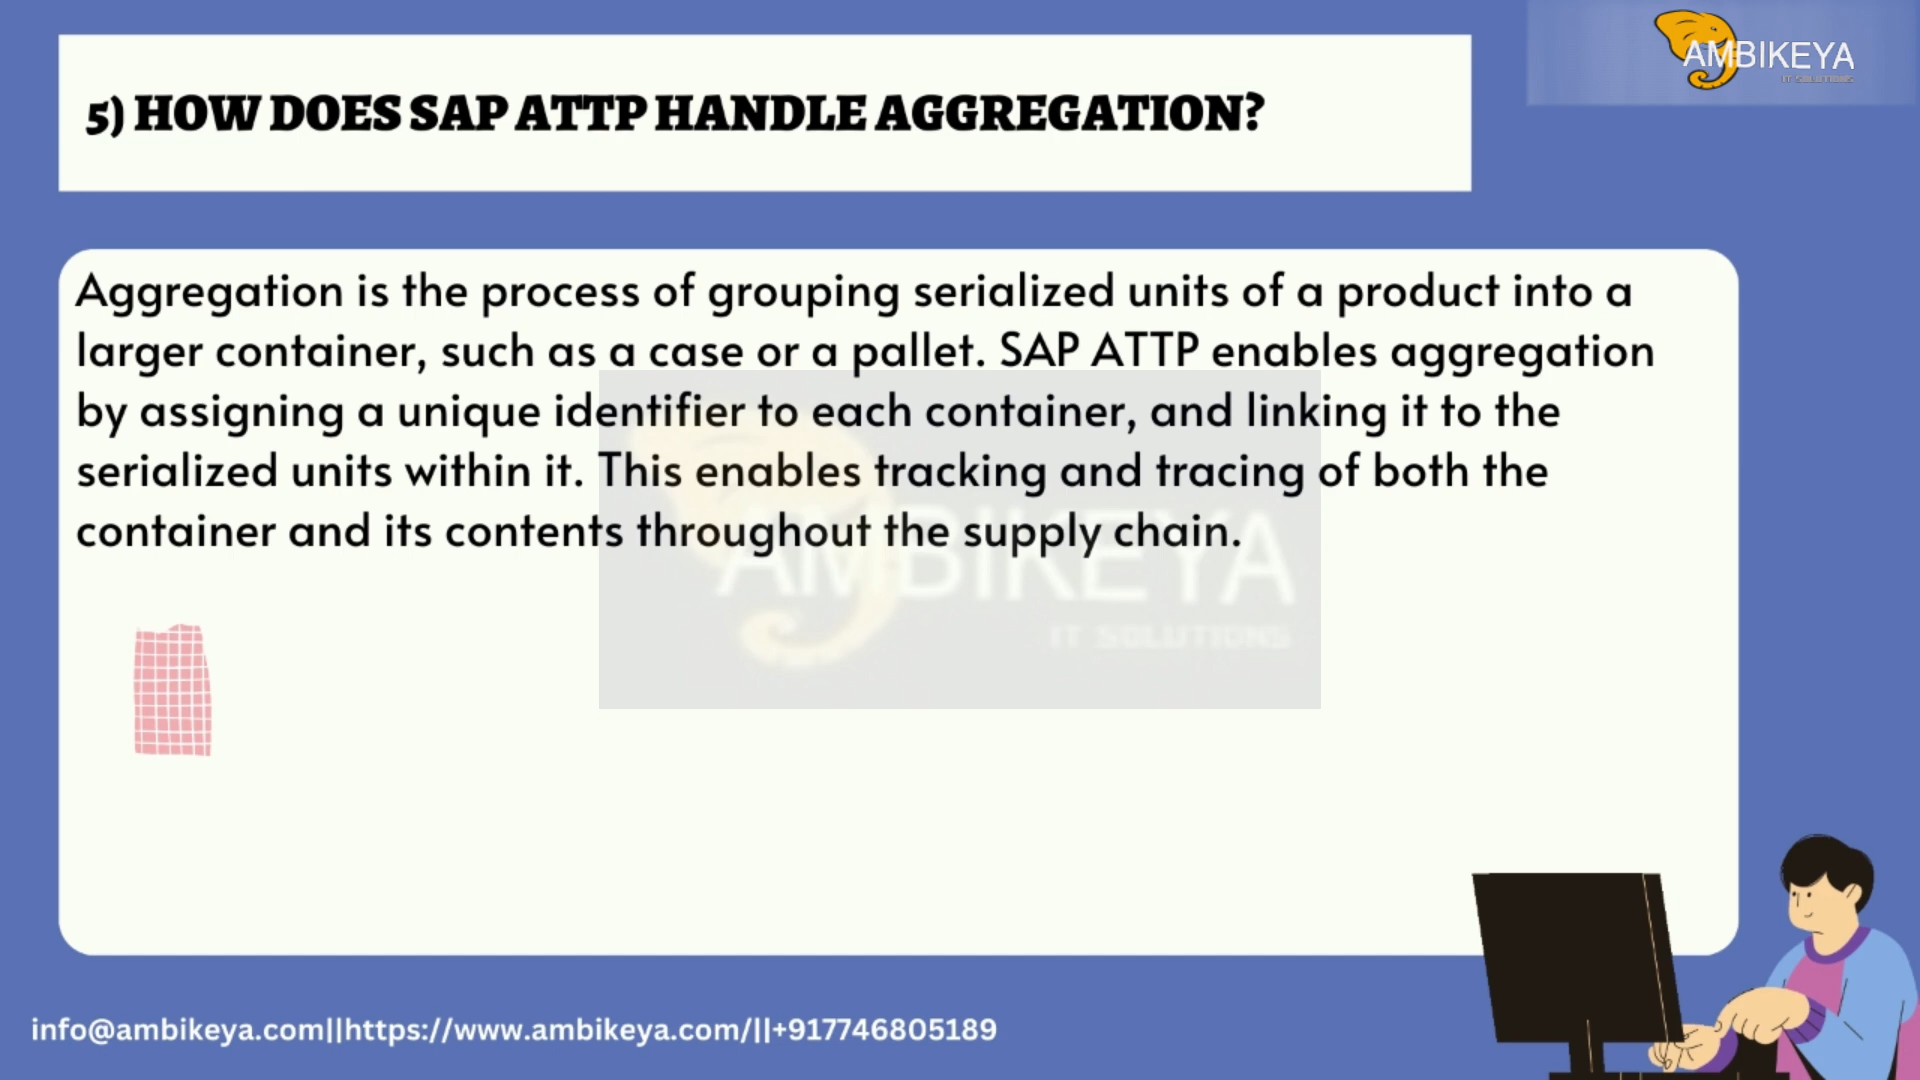 AMBIKEYA
IT SOLUTIONS
5) HOW DOES SAP ATTP HANDLE AGGREGATION?
Aggregation is the process of grouping serialized units of a product into a
larger container, such as a case or a pallet. SAP ATTP enables aggregation
by assigning a unique identifier to each container, and linking it to the
serialized units within it. This enables tracking and tracing of both the
container and its contents throughout the supply chain.
AMBIKEYA
IT SOLUTIONS
info@ambikeya.com||https://www.ambikeya.com/||+917746805189